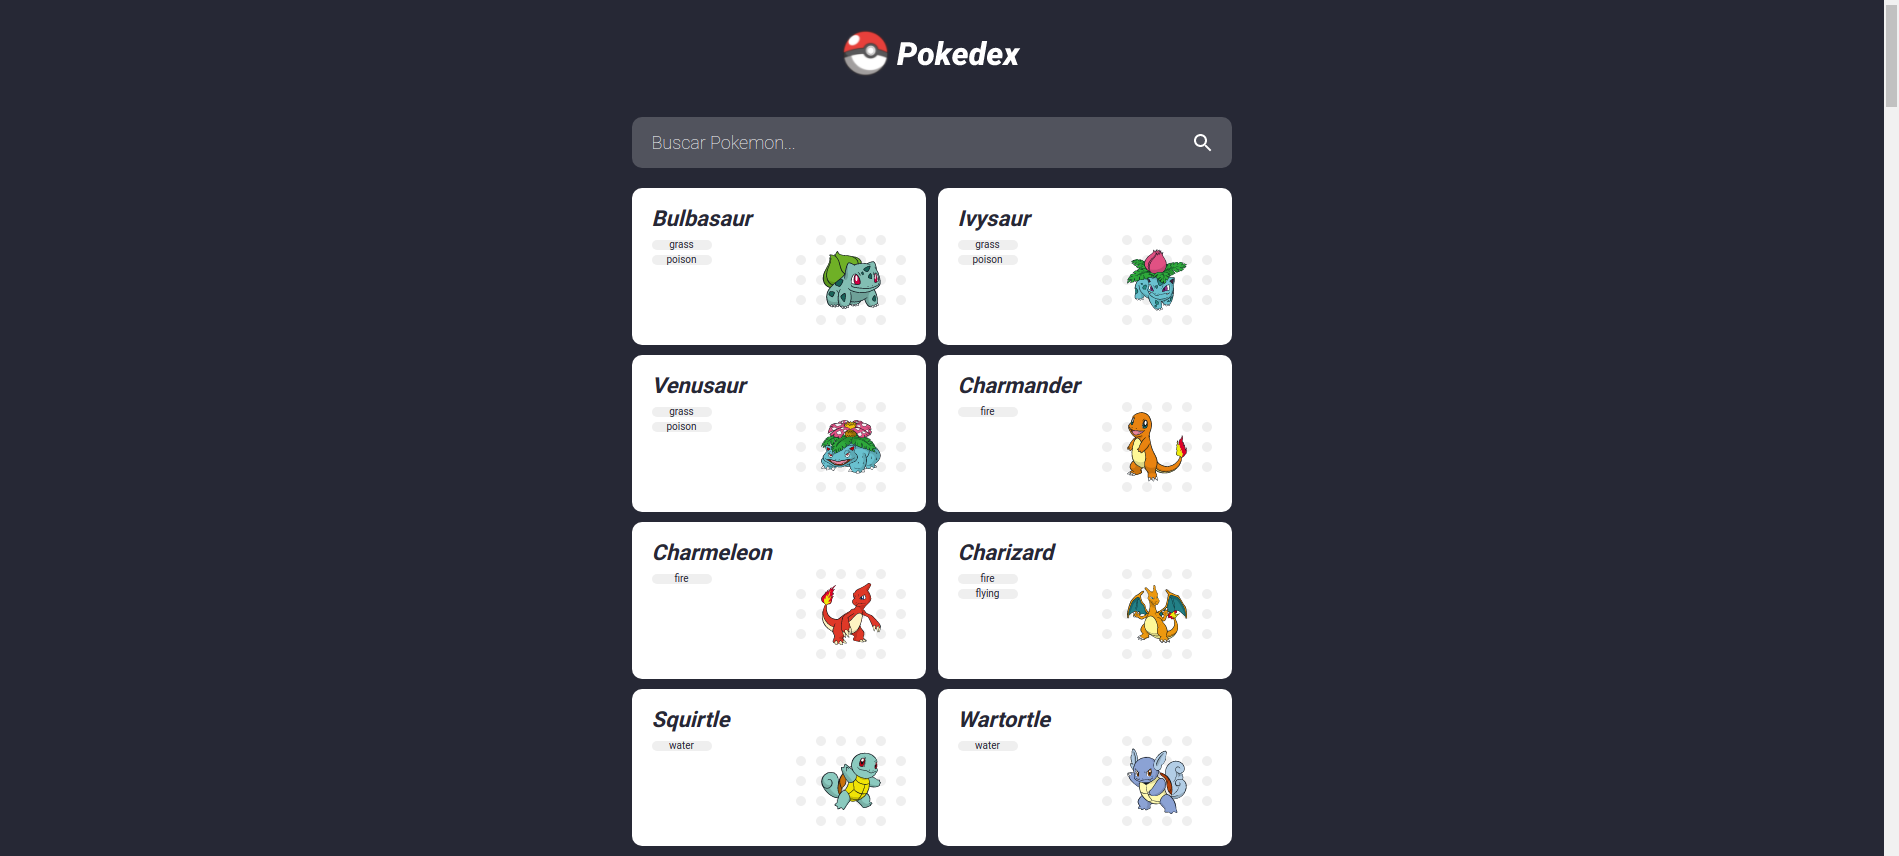 Pokedex
Buscar Pokemon...
Bulbasaur
grass
poison
Ivysaur
grass
poison
Venusaur
grass
poison
Charmander
fire
Charmeleon
fire
Charizard
fire
flying
Squirtle
water
Wartortle
water